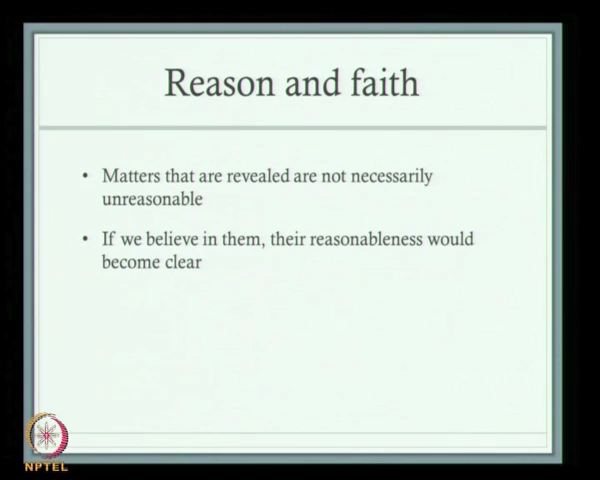 Reason and faith
• Matters that are revealed are not necessarily
unreasonable
• If we believe in them, their reasonableness would
become clear
NPTEL